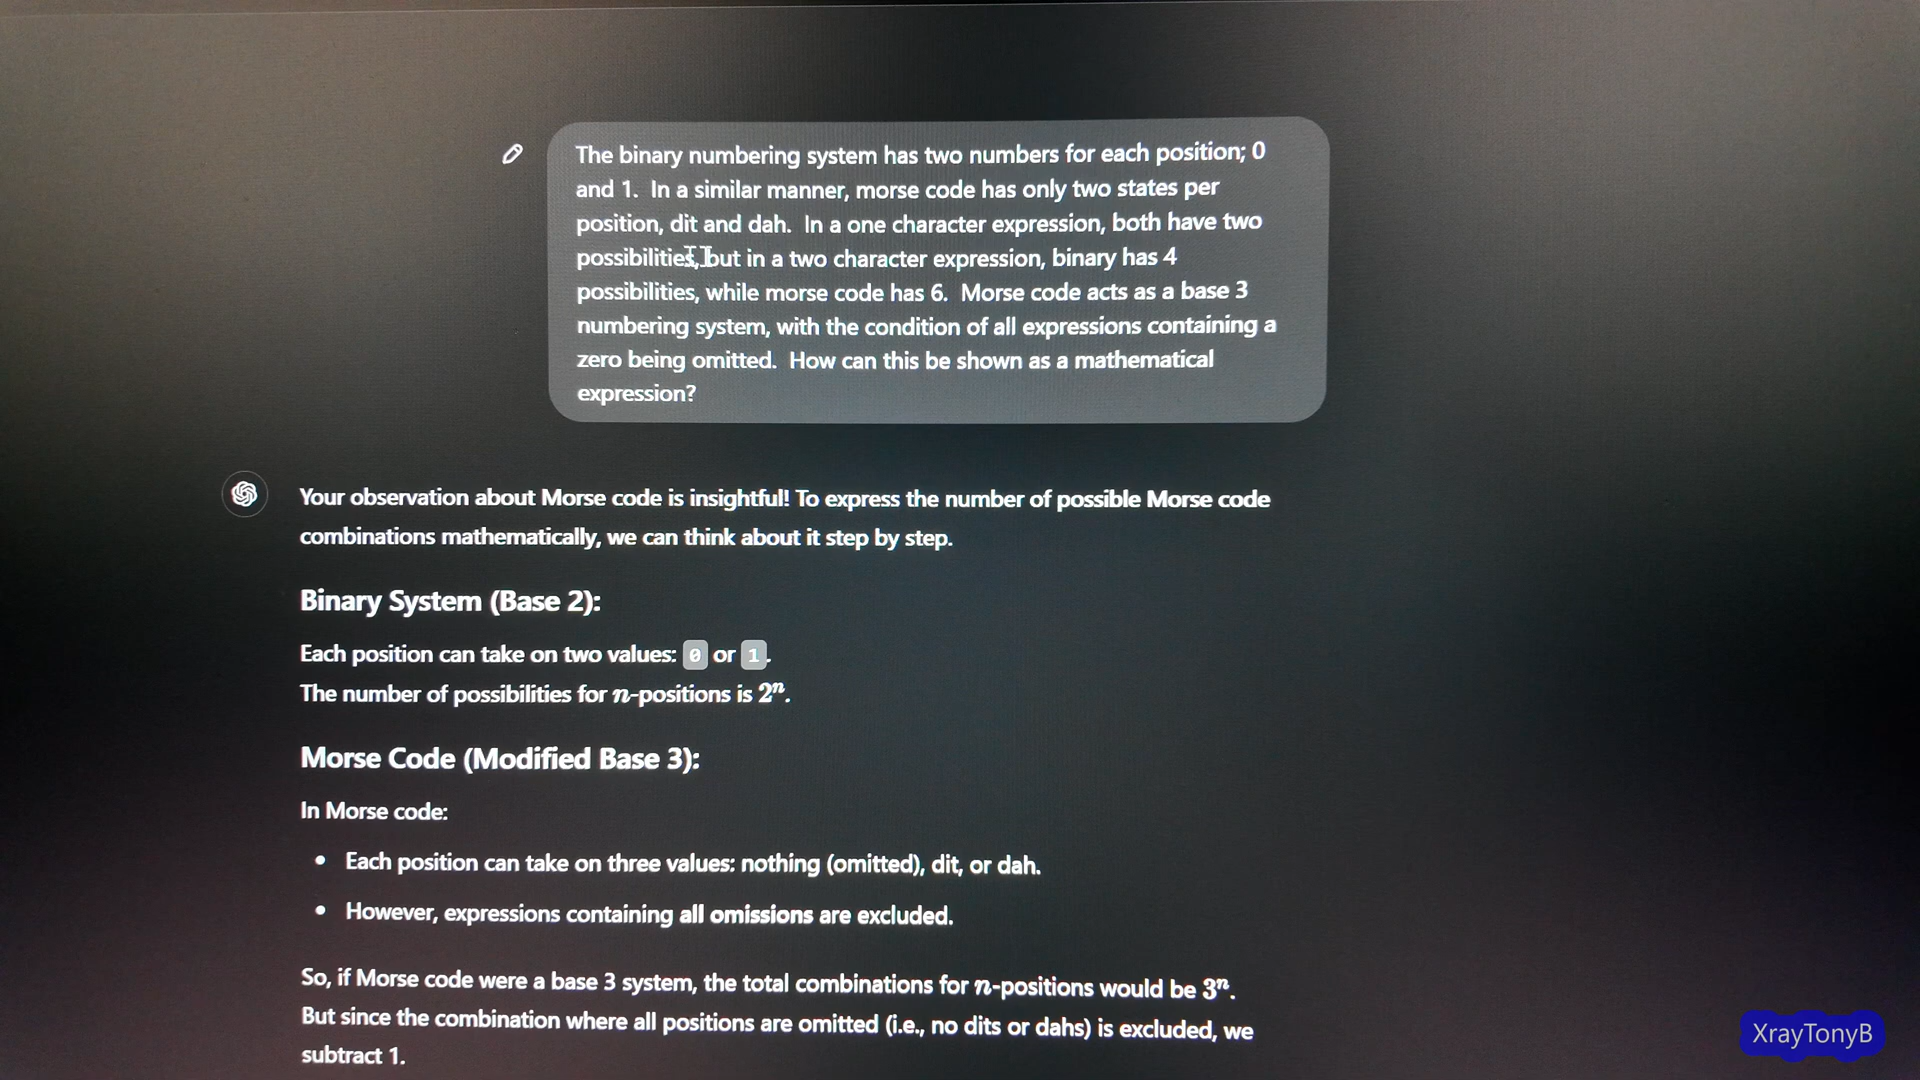 The binary numbering system has two numbers for each position; 0
and 1.  In a similar manner, morse code has only two states per
position, dit and dah.  In a one character expression, both have two
possibilities, but in a two character expression, binary has 4
possibilities, while morse code has 6.  Morse code acts as a base 3
numbering system, with the condition of all expressions containing a
zero being omitted.  How can this be shown as a mathematical
expression?
Your observation about Morse code is insightful! To express the number of possible Morse code
combinations mathematically, we can think about it step by step.
Binary System (Base 2):
Each position can take on two values: 0 or 1.
The number of possibilities for n-positions is 2ⁿ.
Morse Code (Modified Base 3):
In Morse code:
• Each position can take on three values: nothing (omitted), dit, or dah.
• However, expressions containing all omissions are excluded.
So, if Morse code were a base 3 system, the total combinations for n-positions would be 3ⁿ.
But since the combination where all positions are omitted (i.e., no dits or dahs) is excluded, we
subtract 1.
XrayTonyB